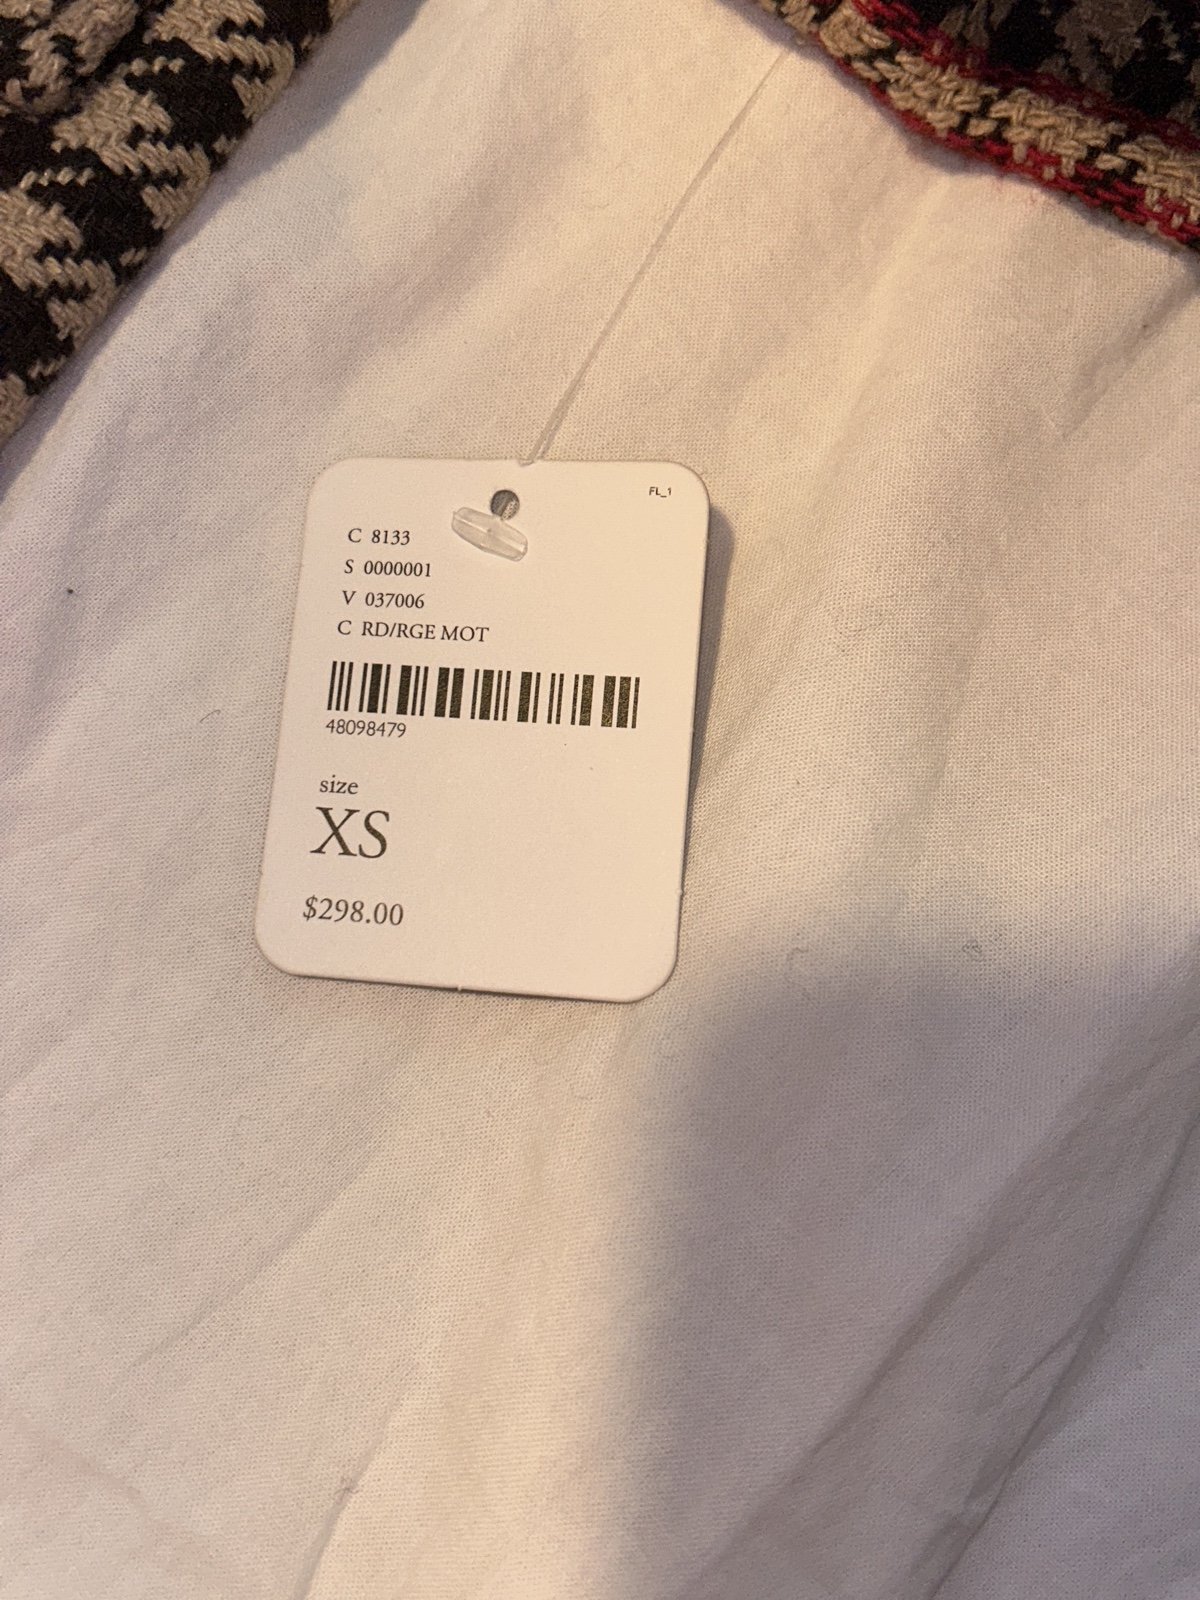 FL_1
C 8133
S 0000001
V 037006
C RD/RGE MOT
48098479
size
XS
$298.00